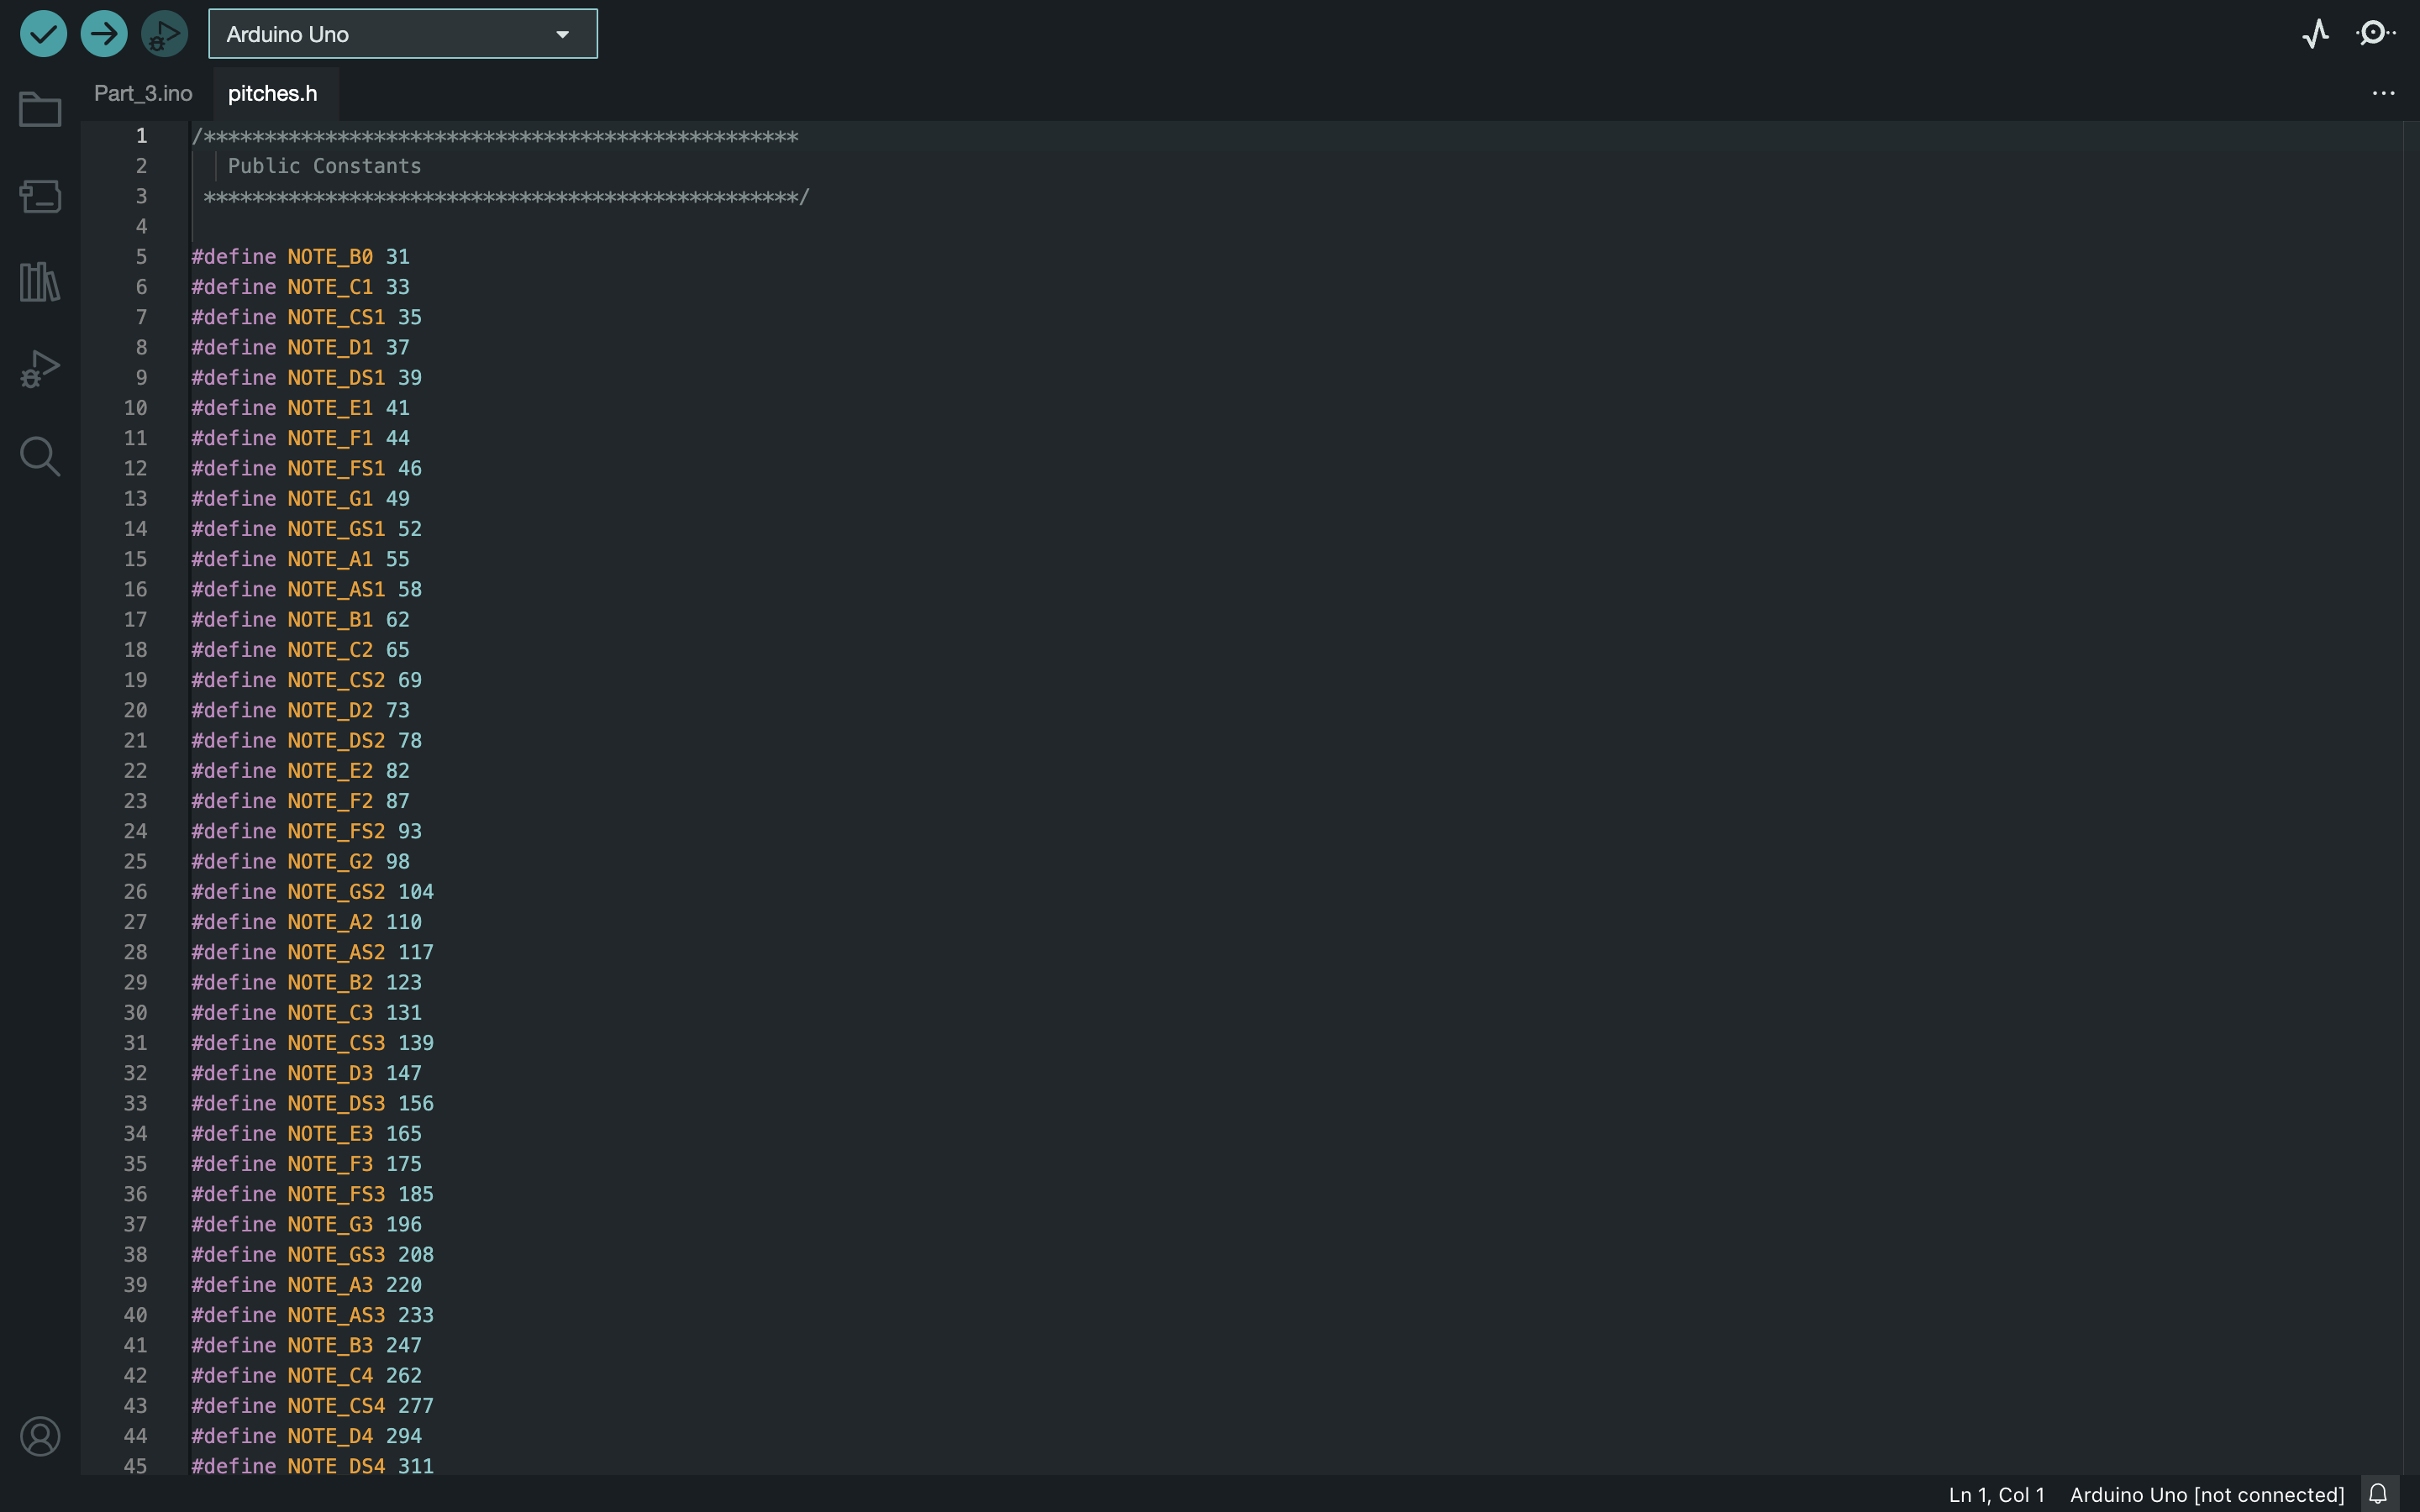 Arduino Uno
Part_3.ino pitches.h
1 /*************************************************
2 Public Constants
3 *************************************************/
4
5 #define NOTE_B0 31
6 #define NOTE_C1 33
7 #define NOTE_CS1 35
8 #define NOTE_D1 37
9 #define NOTE_DS1 39
10 #define NOTE_E1 41
11 #define NOTE_F1 44
12 #define NOTE_FS1 46
13 #define NOTE_G1 49
14 #define NOTE_GS1 52
15 #define NOTE_A1 55
16 #define NOTE_AS1 58
17 #define NOTE_B1 62
18 #define NOTE_C2 65
19 #define NOTE_CS2 69
20 #define NOTE_D2 73
21 #define NOTE_DS2 78
22 #define NOTE_E2 82
23 #define NOTE_F2 87
24 #define NOTE_FS2 93
25 #define NOTE_G2 98
26 #define NOTE_GS2 104
27 #define NOTE_A2 110
28 #define NOTE_AS2 117
29 #define NOTE_B2 123
30 #define NOTE_C3 131
31 #define NOTE_CS3 139
32 #define NOTE_D3 147
33 #define NOTE_DS3 156
34 #define NOTE_E3 165
35 #define NOTE_F3 175
36 #define NOTE_FS3 185
37 #define NOTE_G3 196
38 #define NOTE_GS3 208
39 #define NOTE_A3 220
40 #define NOTE_AS3 233
41 #define NOTE_B3 247
42 #define NOTE_C4 262
43 #define NOTE_CS4 277
44 #define NOTE_D4 294
45 #define NOTE_DS4 311
Ln 1, Col 1 Arduino Uno [not connected]